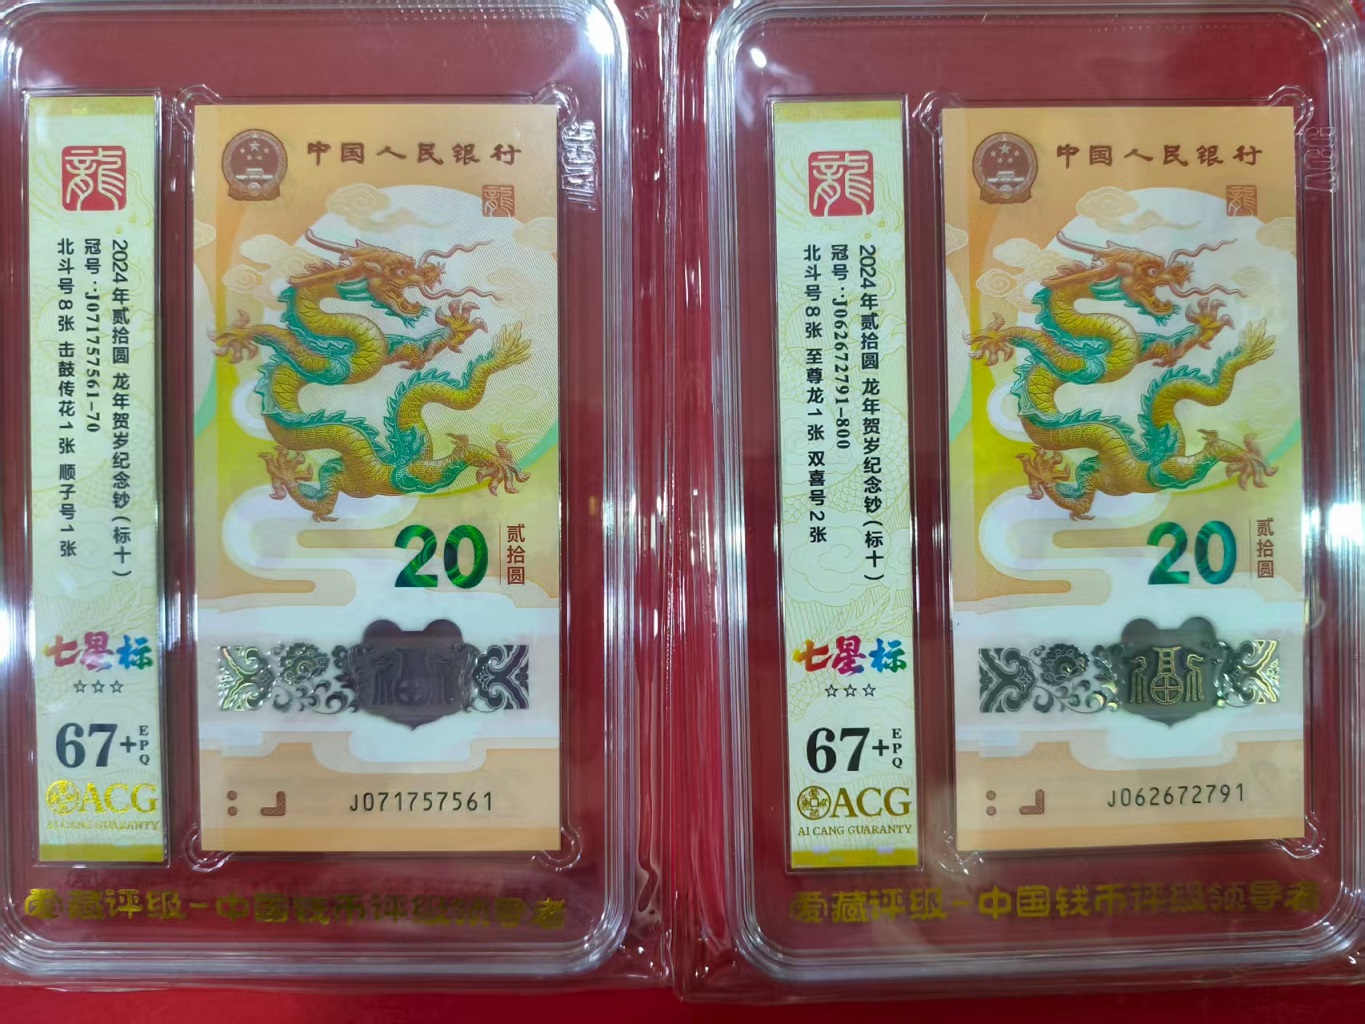 龍
2024年贰拾圆 龙年贺岁纪念钞(标十)
冠号:J071757561-70
北斗号8张 击鼓传花1张 顺子号1张
七星标
☆☆☆
67+
EPQ
ACG
AI CANG GUARANTY
中国人民银行
龍
20
贰拾圆
福
J071757561
爱藏评级-中国钱币评级领导者
龍
2024年贰拾圆 龙年贺岁纪念钞(标十)
冠号:J062672791-800
北斗号8张 至尊龙1张 双喜号2张
七星标
☆☆☆
67+
EPQ
ACG
AI CANG GUARANTY
中国人民银行
龍
20
贰拾圆
福
J062672791
爱藏评级-中国钱币评级领导者